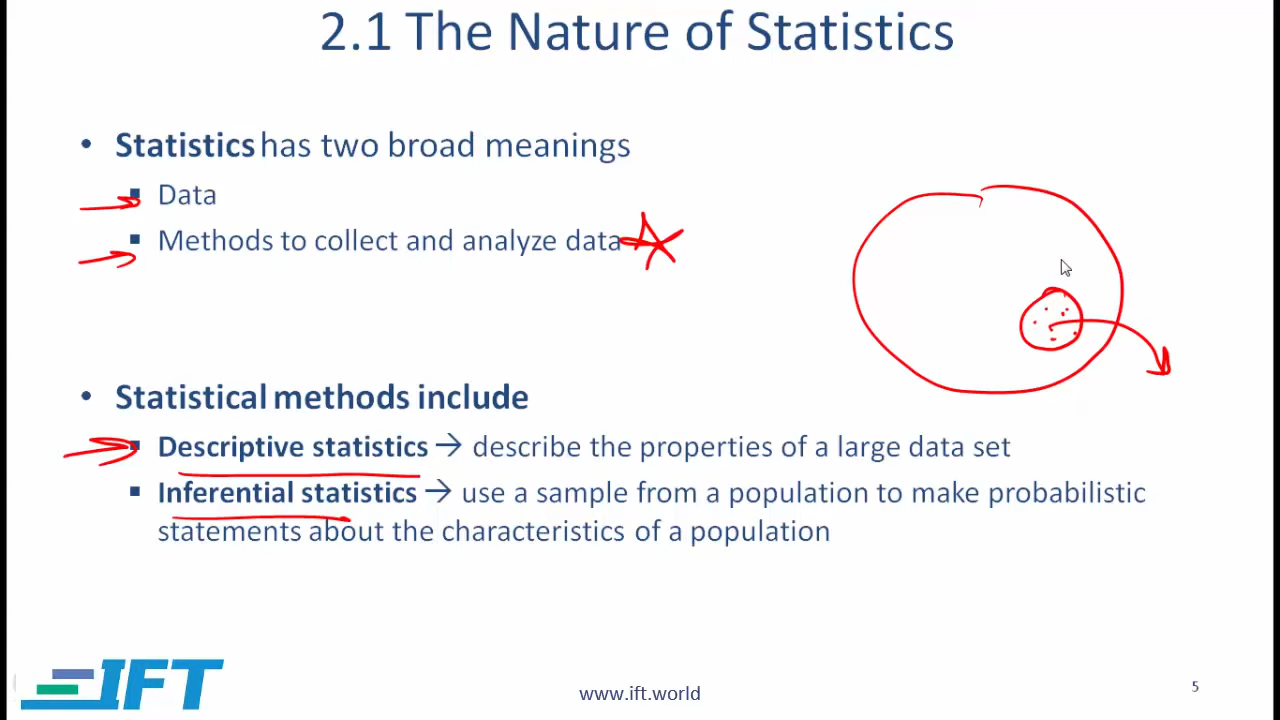 2.1 The Nature of Statistics
• Statistics has two broad meanings
▪ Data
▪ Methods to collect and analyze data
• Statistical methods include
▪ Descriptive statistics → describe the properties of a large data set
▪ Inferential statistics → use a sample from a population to make probabilistic
statements about the characteristics of a population
IFT
www.ift.world
5